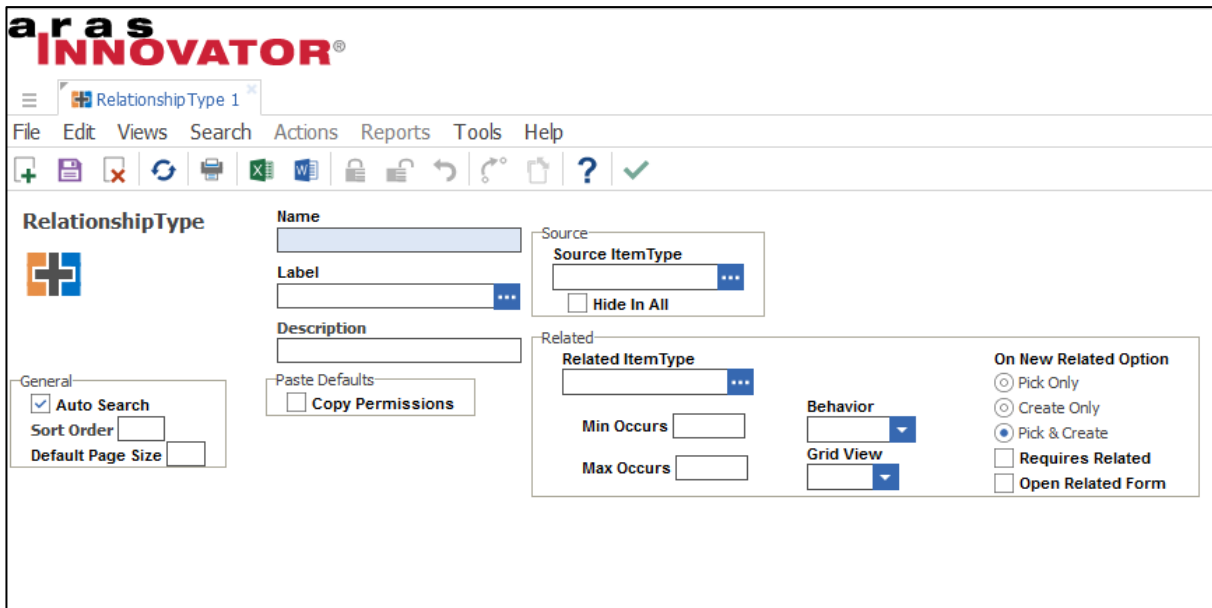 aras
INNOVATOR®
RelationshipType 1
File Edit Views Search Actions Reports Tools Help
RelationshipType
Name
Label
Description
General
Auto Search
Sort Order
Default Page Size
Paste Defaults
Copy Permissions
Source
Source ItemType
Hide In All
Related
Related ItemType
Min Occurs
Max Occurs
Behavior
Grid View
On New Related Option
Pick Only
Create Only
Pick & Create
Requires Related
Open Related Form